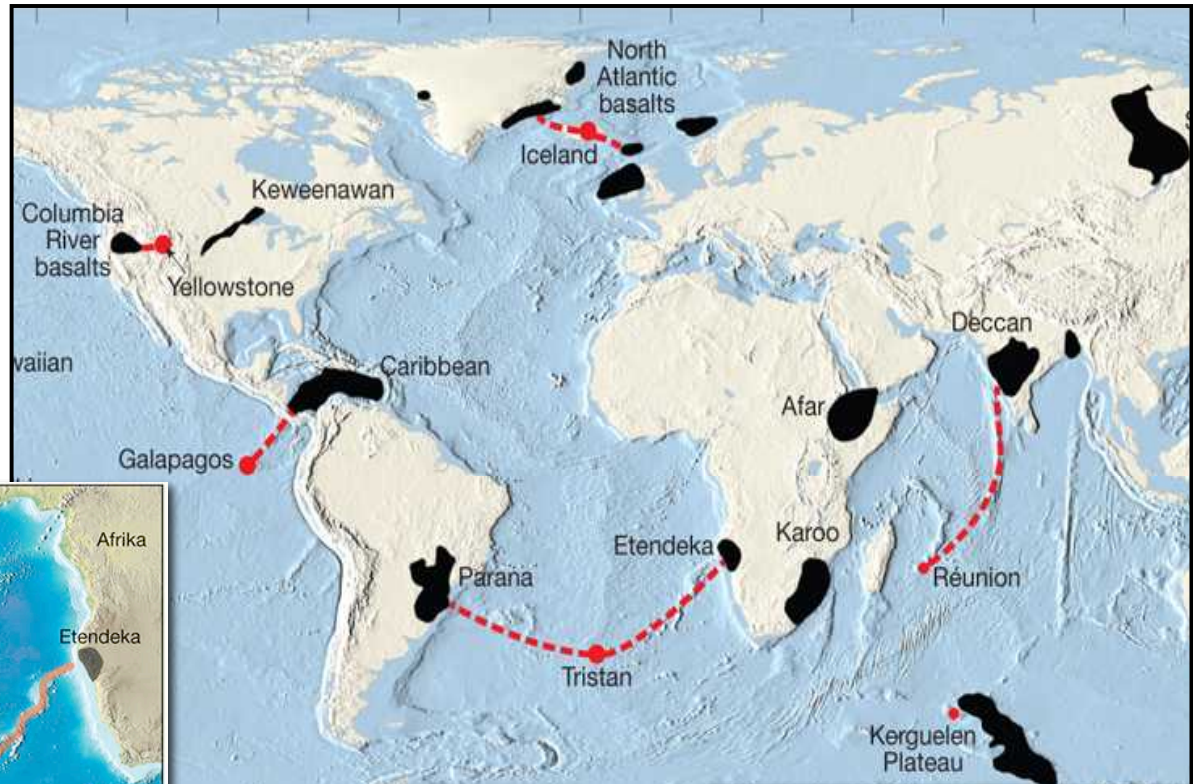 North
Atlantic
basalts
Iceland
Keweenawan
Columbia
River
basalts
Yellowstone
Deccan
waiian
Caribbean
Afar
Galapagos
Afrika
Etendeka
Karoo
Parana
Réunion
Etendeka
Tristan
Kerguelen
Plateau